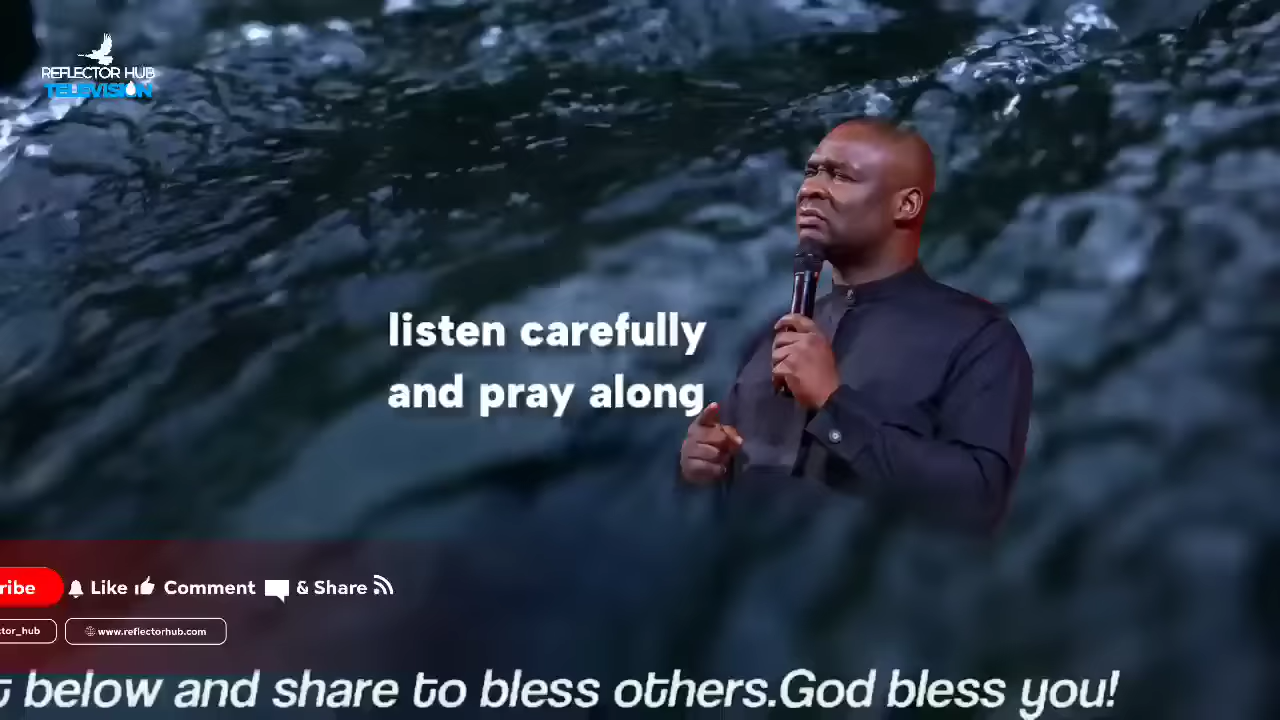 REFLECTOR HUB
TELEVISION
listen carefully
and pray along
ribe Like Comment & Share
tor_hub www.reflectorhub.com
t below and share to bless others.God bless you!